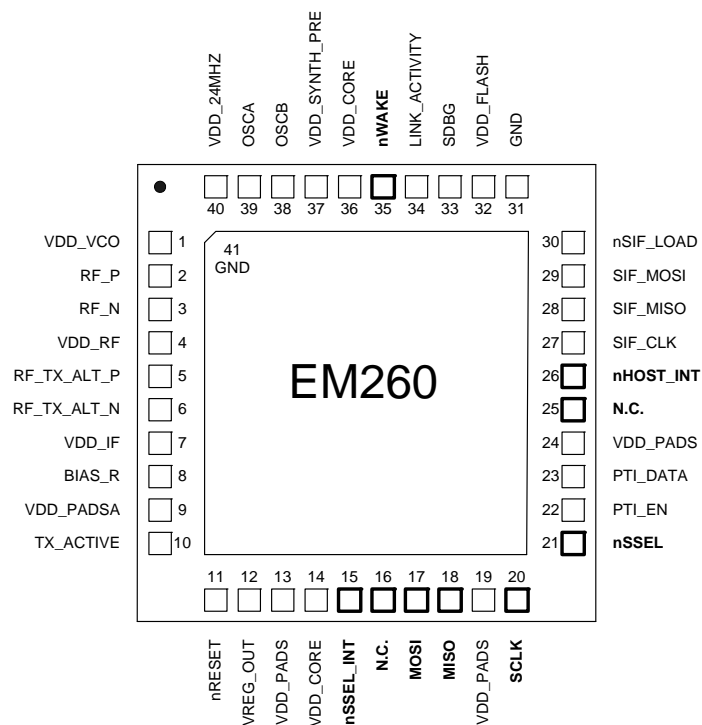 VDD_24MHZ
OSCA
OSCB
VDD_SYNTH_PRE
VDD_CORE
nWAKE
LINK_ACTIVITY
SDBG
VDD_FLASH
GND
40 39 38 37 36 35 34 33 32 31
VDD_VCO 1
RF_P 2
RF_N 3
VDD_RF 4
RF_TX_ALT_P 5
RF_TX_ALT_N 6
VDD_IF 7
BIAS_R 8
VDD_PADSA 9
TX_ACTIVE 10
41
GND
EM260
30 nSIF_LOAD
29 SIF_MOSI
28 SIF_MISO
27 SIF_CLK
26 nHOST_INT
25 N.C.
24 VDD_PADS
23 PTI_DATA
22 PTI_EN
21 nSSEL
11 12 13 14 15 16 17 18 19 20
nRESET
VREG_OUT
VDD_PADS
VDD_CORE
nSSEL_INT
N.C.
MOSI
MISO
VDD_PADS
SCLK